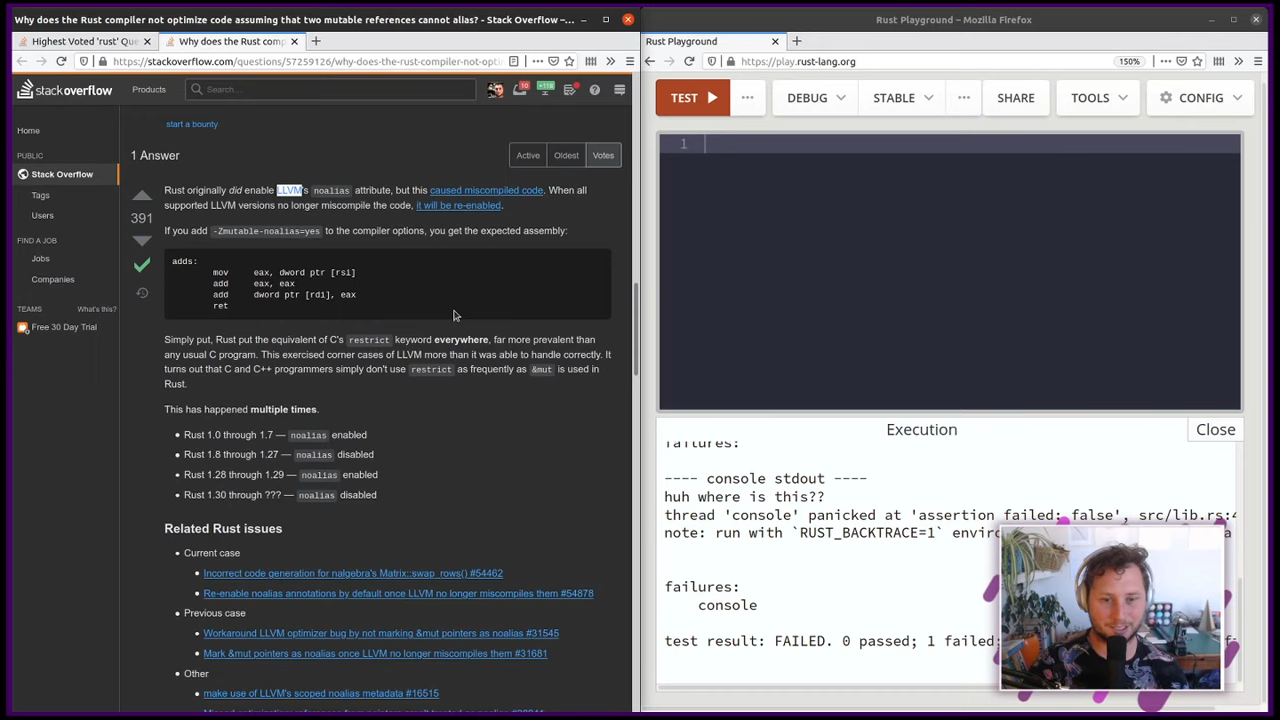 Why does the Rust compiler not optimize code assuming that two mutable references cannot alias? - Stack Overflow –...
Highest Voted 'rust' Que
Why does the Rust comp
https://stackoverflow.com/questions/57259126/why-does-the-rust-compiler-not-opti
stackoverflow
Products
Search...
10
+118
Home
PUBLIC
Stack Overflow
Tags
Users
FIND A JOB
Jobs
Companies
TEAMS
What's this?
Free 30 Day Trial
start a bounty
1 Answer
Active
Oldest
Votes
391
Rust originally did enable LLVM's noalias attribute, but this caused miscompiled code. When all
supported LLVM versions no longer miscompile the code, it will be re-enabled.
If you add -Zmutable-noalias=yes to the compiler options, you get the expected assembly:
adds:
mov eax, dword ptr [rsi]
add eax, eax
add dword ptr [rdi], eax
ret
Simply put, Rust put the equivalent of C's restrict keyword everywhere, far more prevalent than
any usual C program. This exercised corner cases of LLVM more than it was able to handle correctly. It
turns out that C and C++ programmers simply don't use restrict as frequently as &mut is used in
Rust.
This has happened multiple times.
• Rust 1.0 through 1.7 — noalias enabled
• Rust 1.8 through 1.27 — noalias disabled
• Rust 1.28 through 1.29 — noalias enabled
• Rust 1.30 through ??? — noalias disabled
Related Rust issues
• Current case
• Incorrect code generation for nalgebra's Matrix::swap_rows() #54462
• Re-enable noalias annotations by default once LLVM no longer miscompiles them #54878
• Previous case
• Workaround LLVM optimizer bug by not marking &mut pointers as noalias #31545
• Mark &mut pointers as noalias once LLVM no longer miscompiles them #31681
• Other
• make use of LLVM's scoped noalias metadata #16515
Rust Playground - Mozilla Firefox
Rust Playground
https://play.rust-lang.org
150%
TEST
DEBUG
STABLE
SHARE
TOOLS
CONFIG
1
Execution
Close
failures:
---- console stdout ----
huh where is this??
thread 'console' panicked at 'assertion failed: false', src/lib.rs:4
note: run with `RUST_BACKTRACE=1` enviro
failures:
console
test result: FAILED. 0 passed; 1 failed;